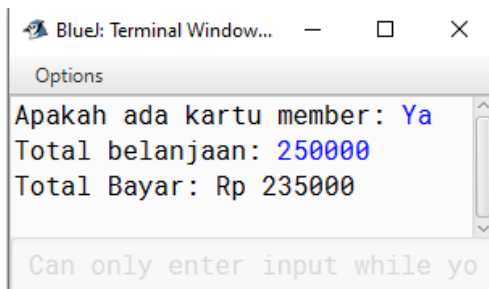 BlueJ: Terminal Window...
Options
Apakah ada kartu member: Ya
Total belanjaan: 250000
Total Bayar: Rp 235000
Can only enter input while yo